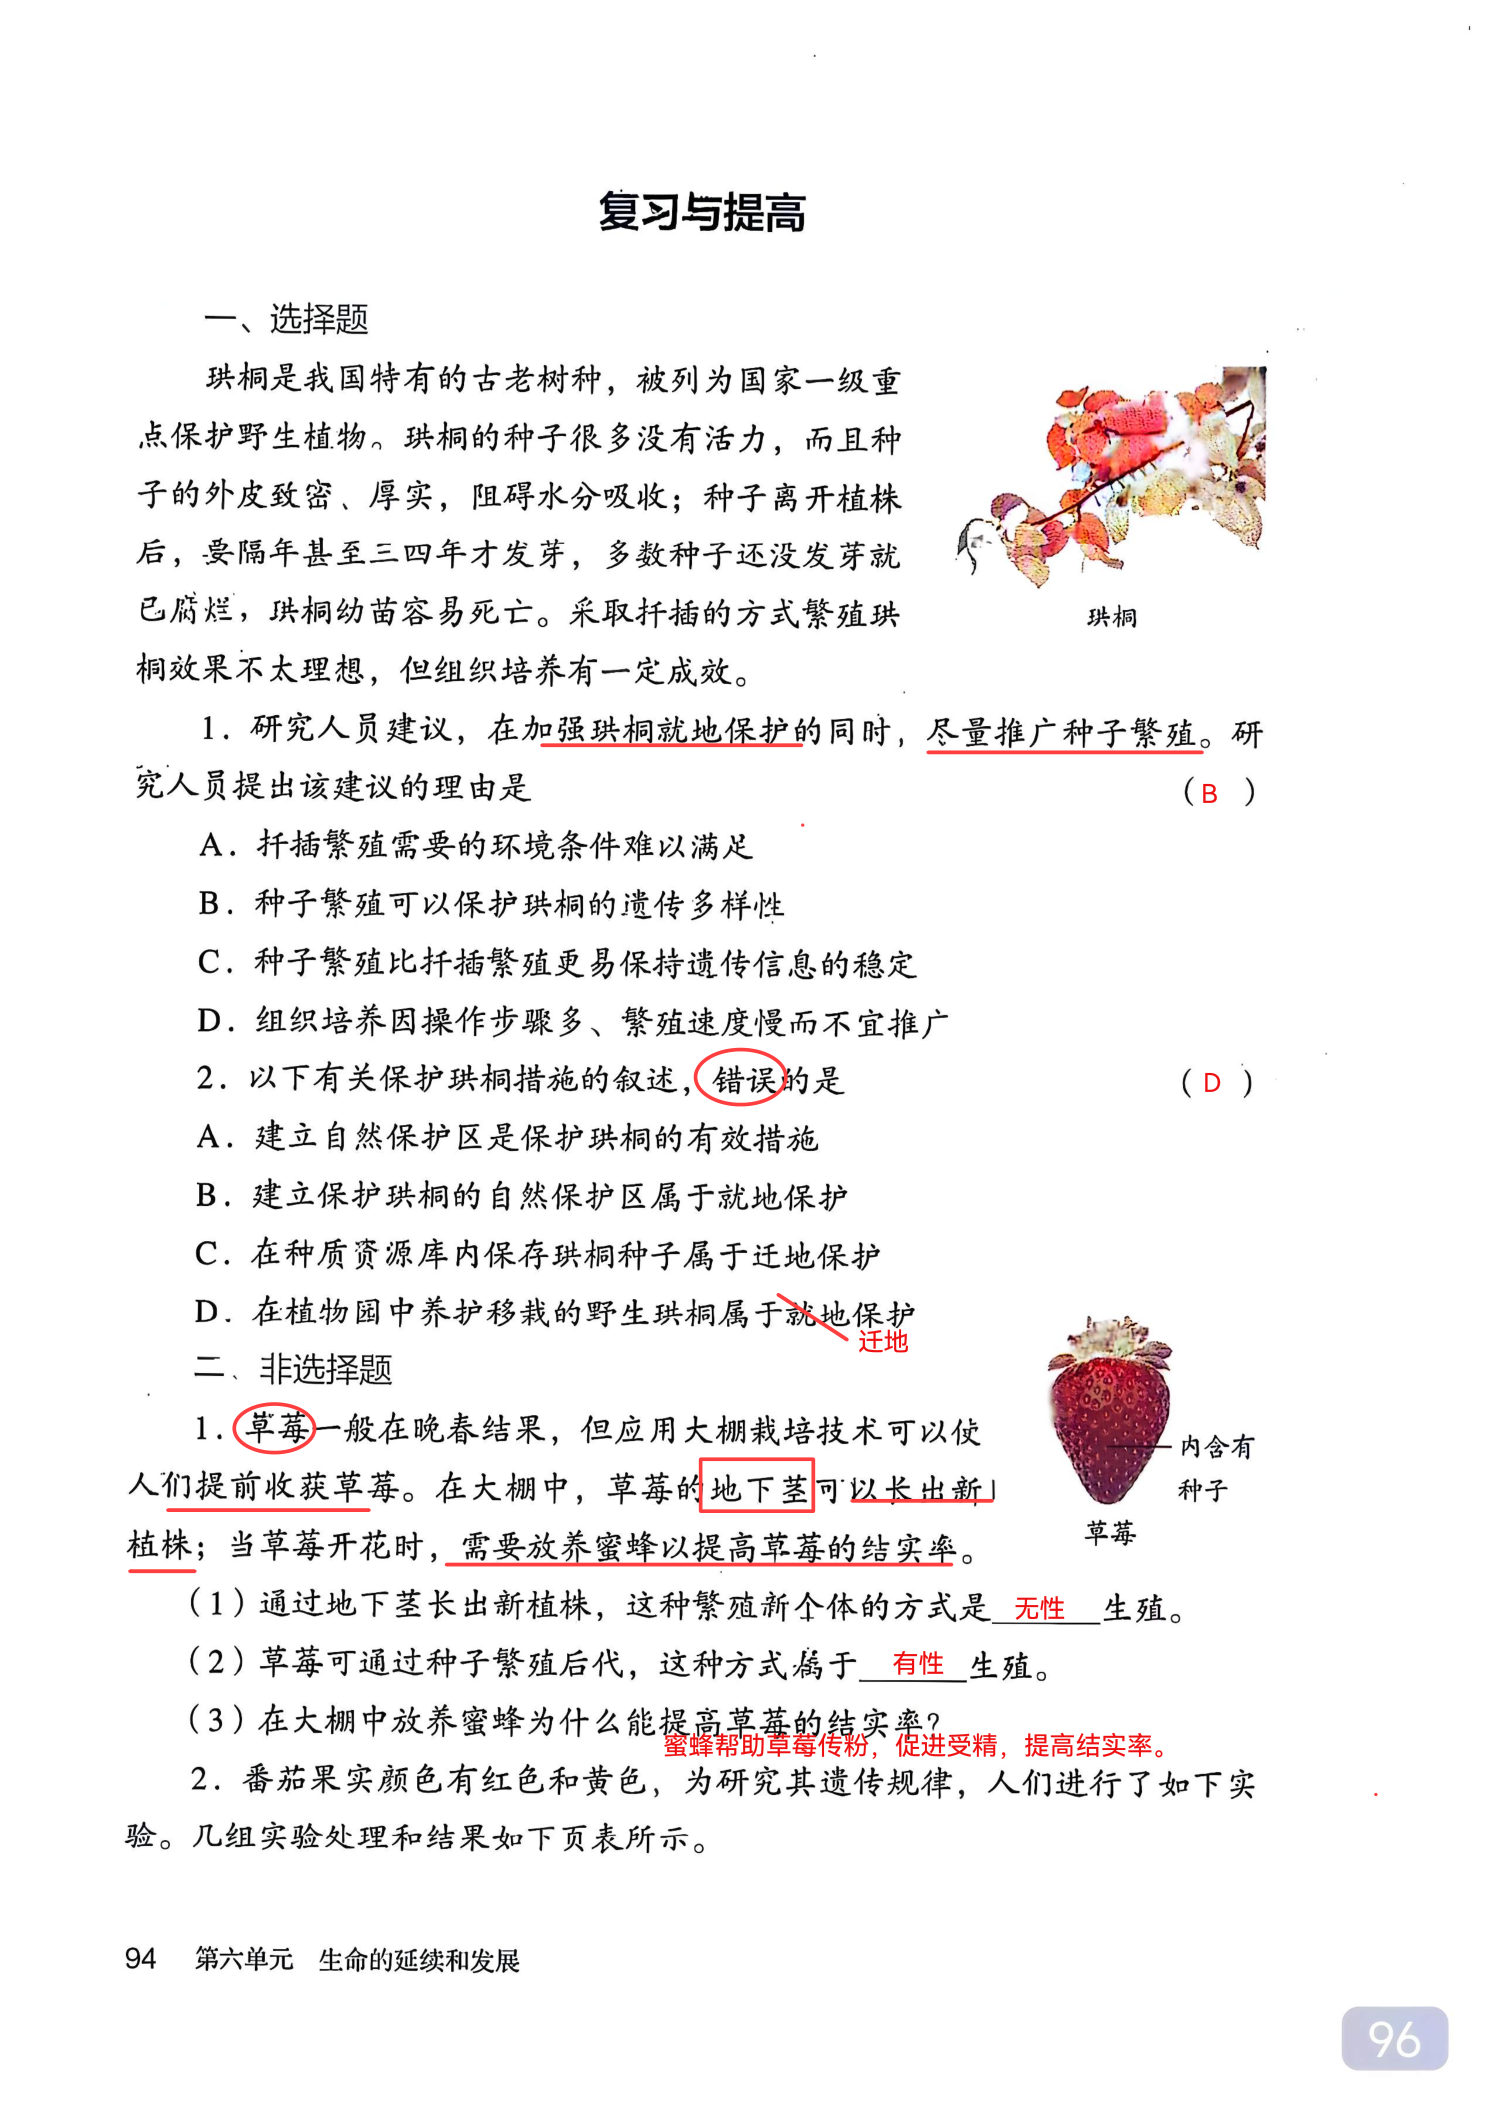 复习与提高
一、选择题
珙桐是我国特有的古老树种，被列为国家一级重
点保护野生植物。珙桐的种子很多没有活力，而且种
子的外皮致密、厚实，阻碍水分吸收；种子离开植株
后，要隔年甚至三四年才发芽，多数种子还没发芽就
已腐烂，珙桐幼苗容易死亡。采取扦插的方式繁殖珙
桐效果不太理想，但组织培养有一定成效。
珙桐
1．研究人员建议，在加强珙桐就地保护的同时，尽量推广种子繁殖。研
究人员提出该建议的理由是 （ B ）
A．扦插繁殖需要的环境条件难以满足
B．种子繁殖可以保护珙桐的遗传多样性
C．种子繁殖比扦插繁殖更易保持遗传信息的稳定
D．组织培养因操作步骤多、繁殖速度慢而不宜推广
2．以下有关保护珙桐措施的叙述，错误的是 （ D ）
A．建立自然保护区是保护珙桐的有效措施
B．建立保护珙桐的自然保护区属于就地保护
C．在种质资源库内保存珙桐种子属于迁地保护
D．在植物园中养护移栽的野生珙桐属于就地保护
迁地
二、非选择题
1．草莓一般在晚春结果，但应用大棚栽培技术可以使
人们提前收获草莓。在大棚中，草莓的地下茎可以长出新
植株；当草莓开花时，需要放养蜜蜂以提高草莓的结实率。
内含有
种子
草莓
（1）通过地下茎长出新植株，这种繁殖新个体的方式是 无性 生殖。
（2）草莓可通过种子繁殖后代，这种方式属于 有性 生殖。
（3）在大棚中放养蜜蜂为什么能提高草莓的结实率？
蜜蜂帮助草莓传粉，促进受精，提高结实率。
2．番茄果实颜色有红色和黄色，为研究其遗传规律，人们进行了如下实
验。几组实验处理和结果如下页表所示。
94 第六单元 生命的延续和发展
96